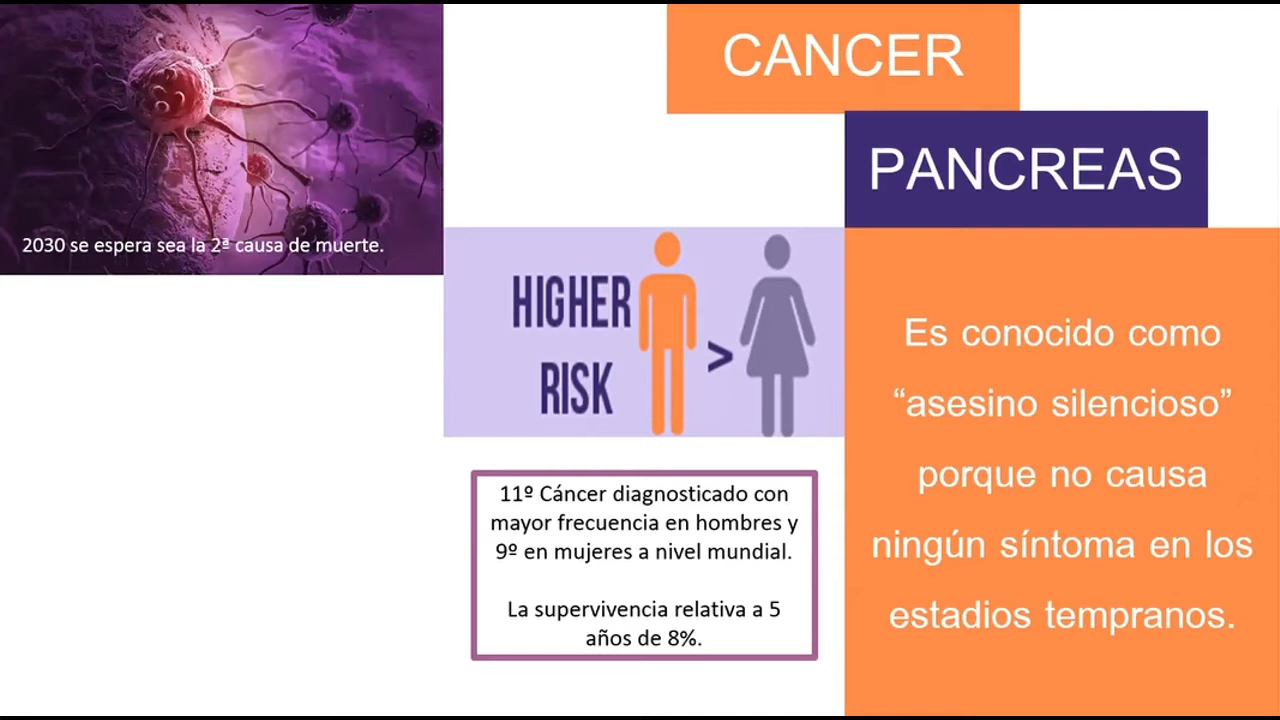 CANCER
PANCREAS
2030 se espera sea la 2ª causa de muerte.
HIGHER
RISK
>
11º Cáncer diagnosticado con
mayor frecuencia en hombres y
9º en mujeres a nivel mundial.
La supervivencia relativa a 5
años de 8%.
Es conocido como
“asesino silencioso”
porque no causa
ningún síntoma en los
estadios tempranos.